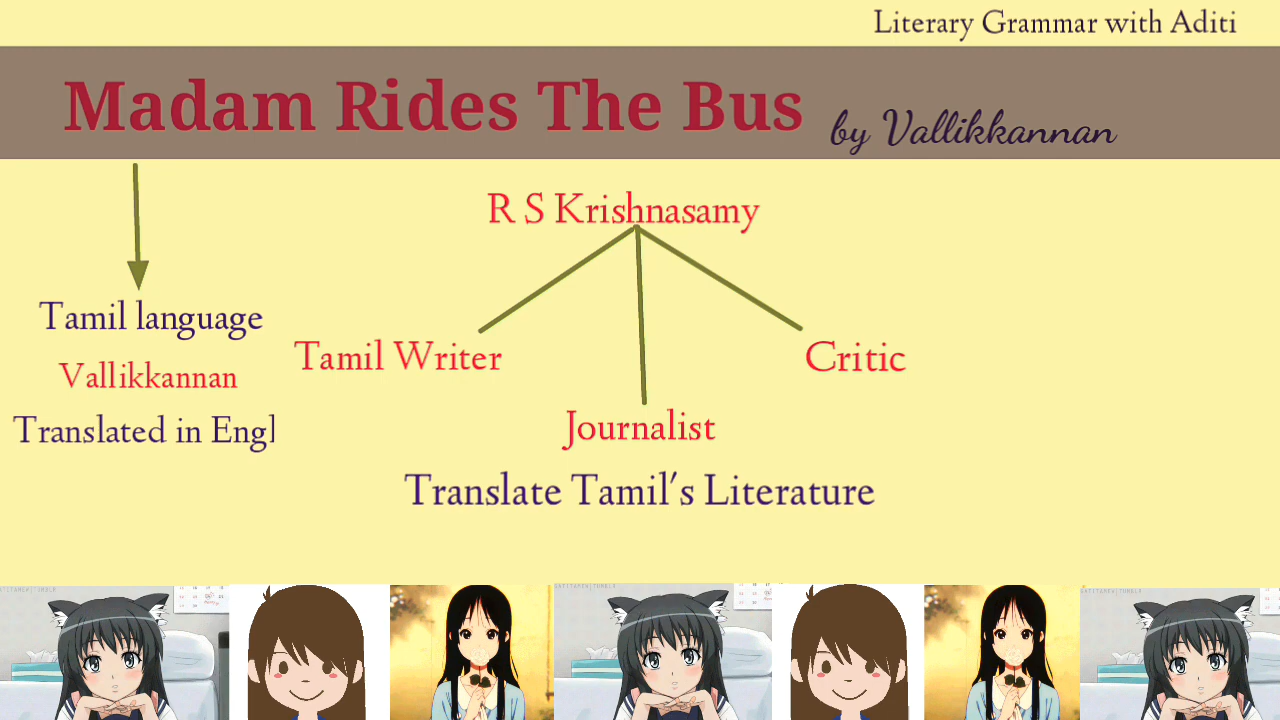 Literary Grammar with Aditi
Madam Rides The Bus by Vallikkannan
R S Krishnasamy
Tamil language
Tamil Writer
Critic
Vallikkannan
Journalist
Translated in Engl
Translate Tamil's Literature